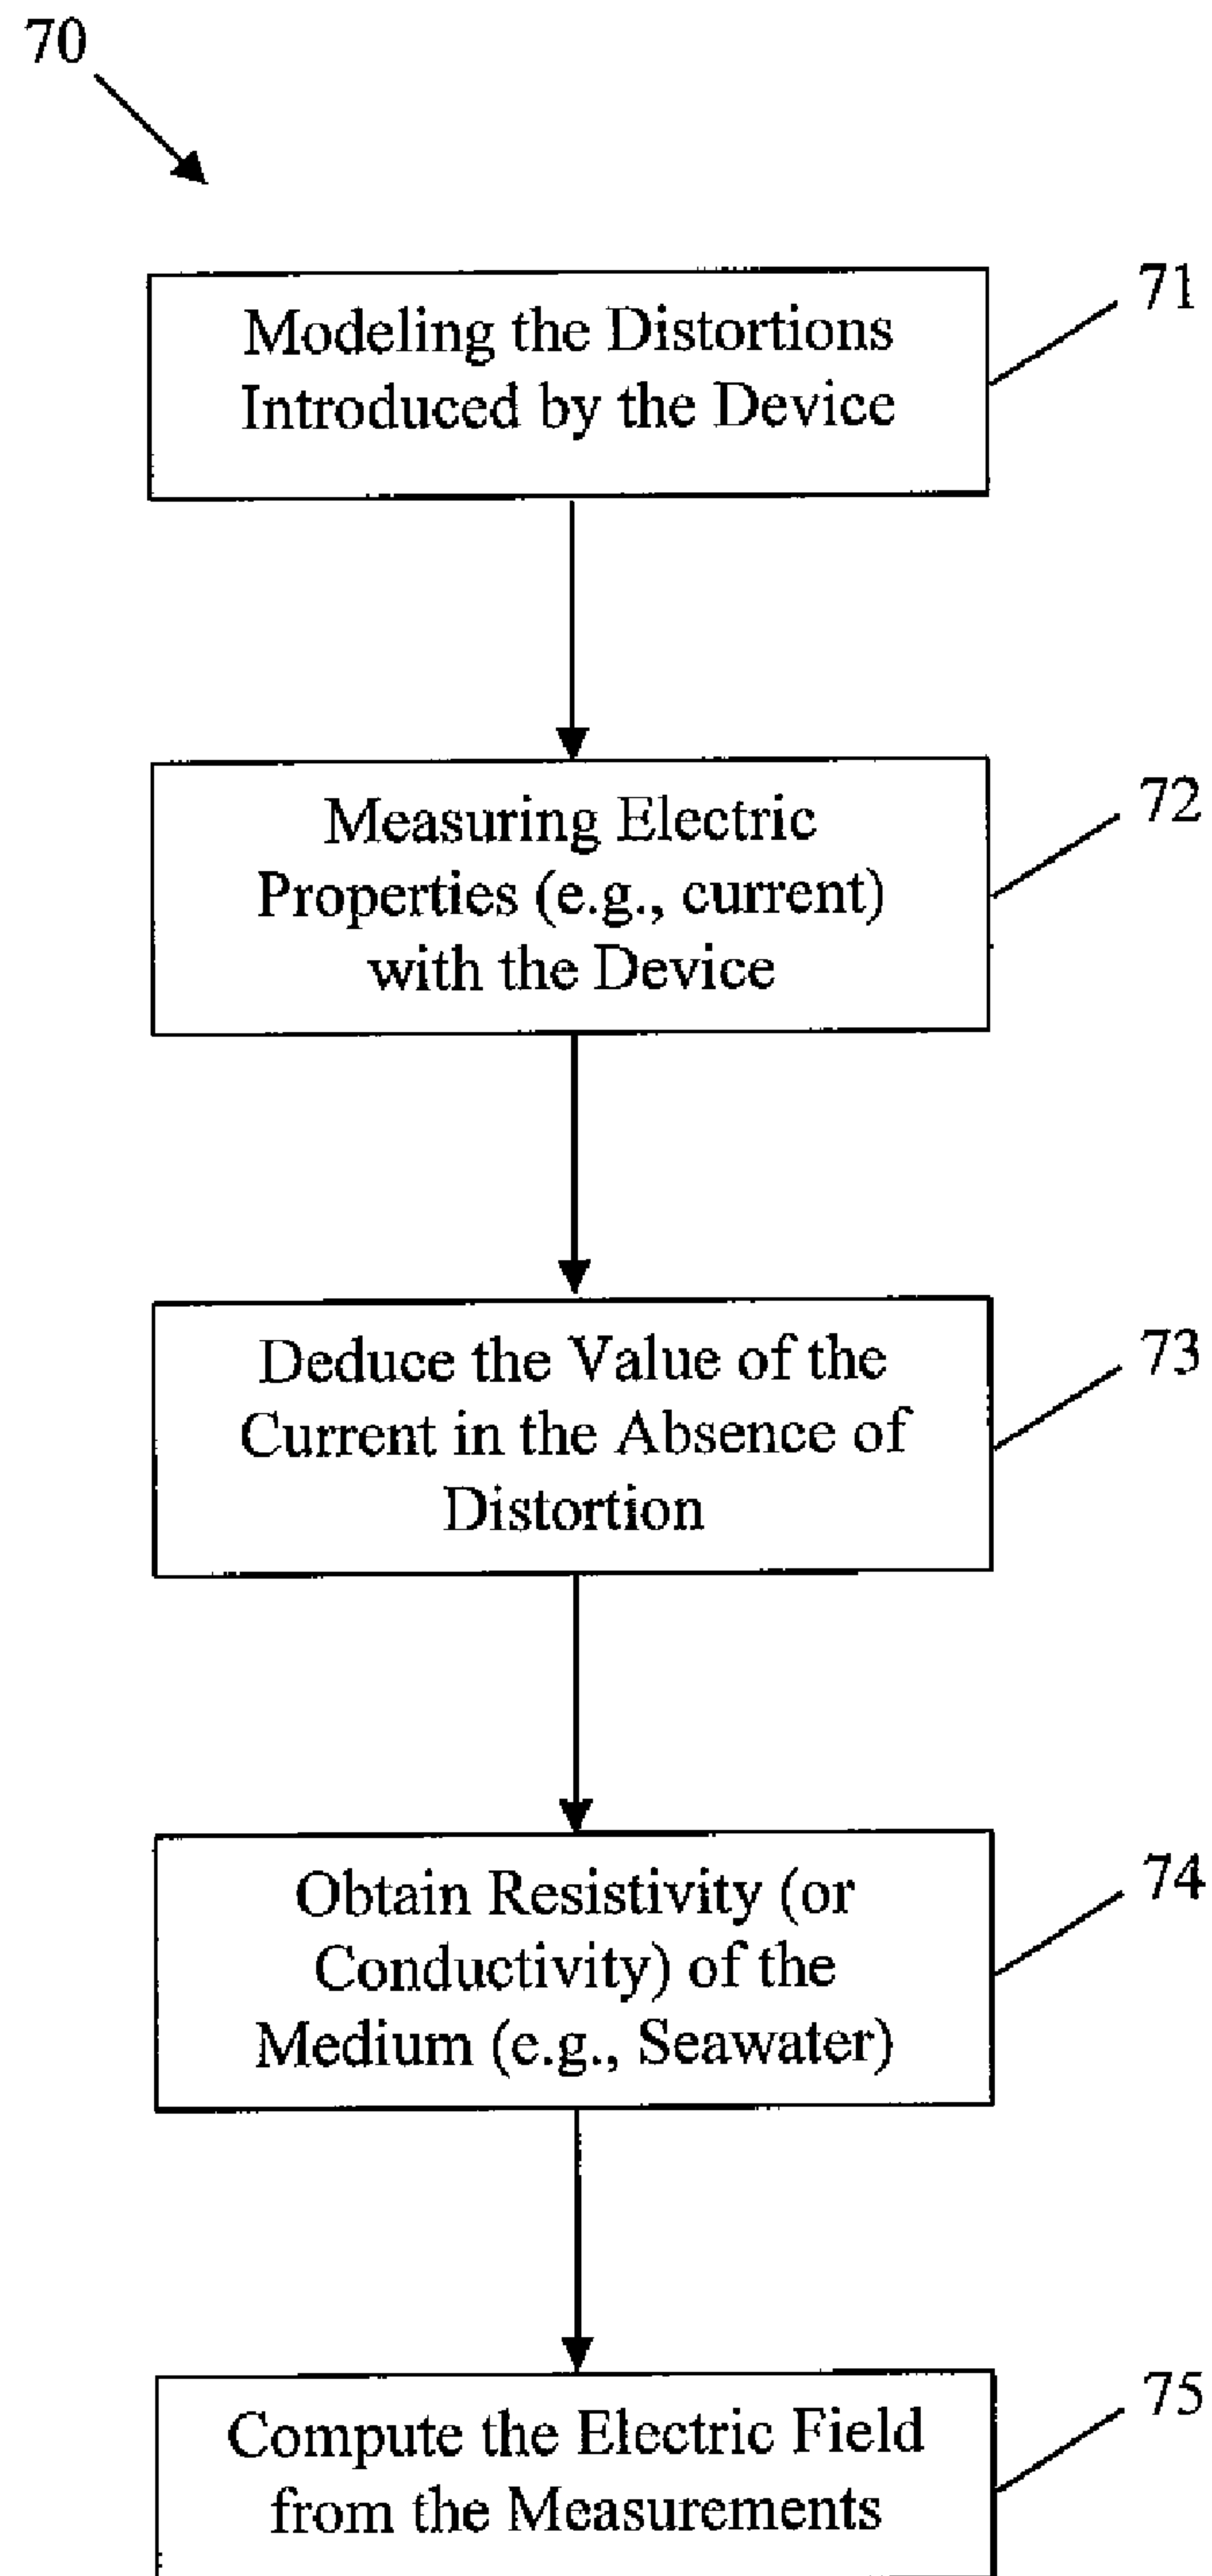 70
Modeling the Distortions
Introduced by the Device
71
Measuring Electric
Properties (e.g., current)
with the Device
72
Deduce the Value of the
Current in the Absence of
Distortion
73
Obtain Resistivity (or
Conductivity) of the
Medium (e.g., Seawater)
74
Compute the Electric Field
from the Measurements
75